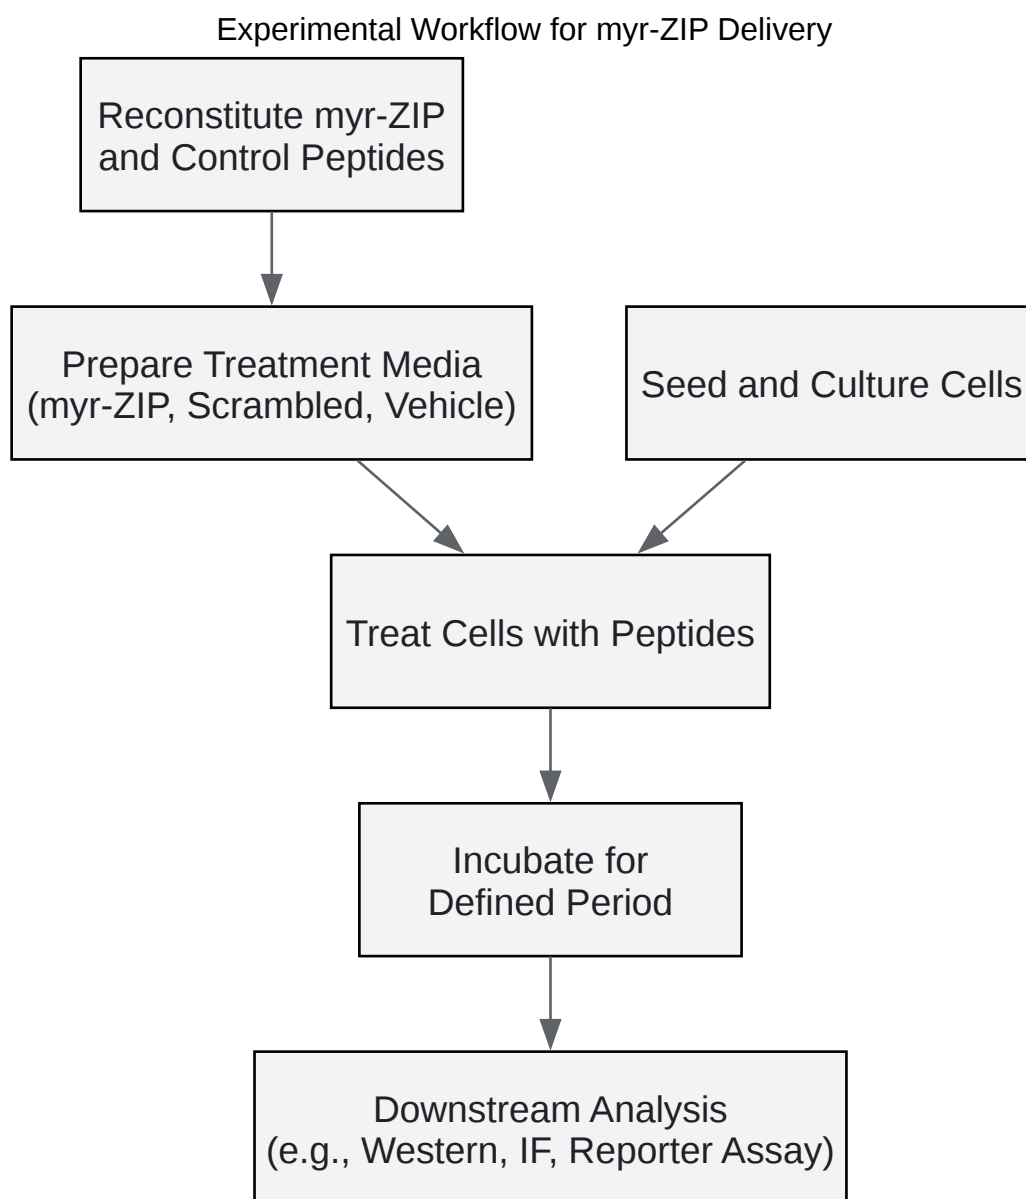 Experimental Workflow for myr-ZIP Delivery
Reconstitute myr-ZIP
and Control Peptides
Prepare Treatment Media
(myr-ZIP, Scrambled, Vehicle)
Seed and Culture Cells
Treat Cells with Peptides
Incubate for
Defined Period
Downstream Analysis
(e.g., Western, IF, Reporter Assay)